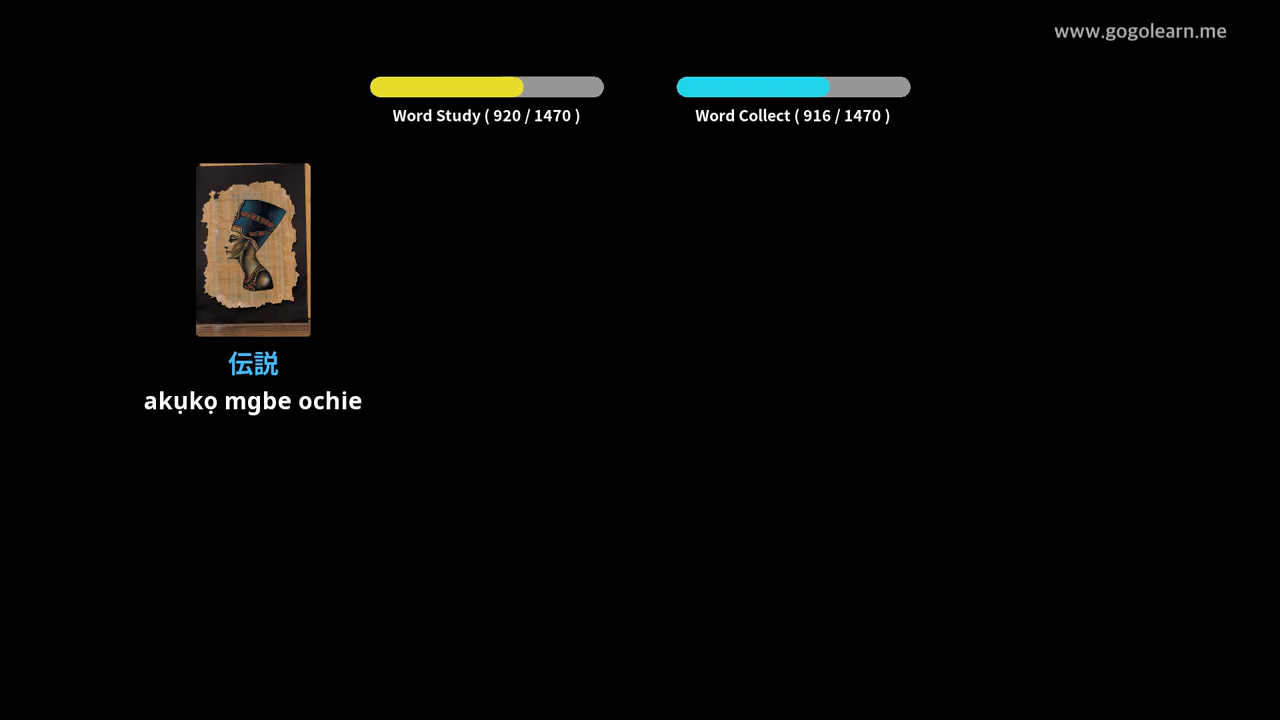 www.gogolearn.me
Word Study ( 920 / 1470 )
Word Collect ( 916 / 1470 )
伝説
akụkọ mgbe ochie